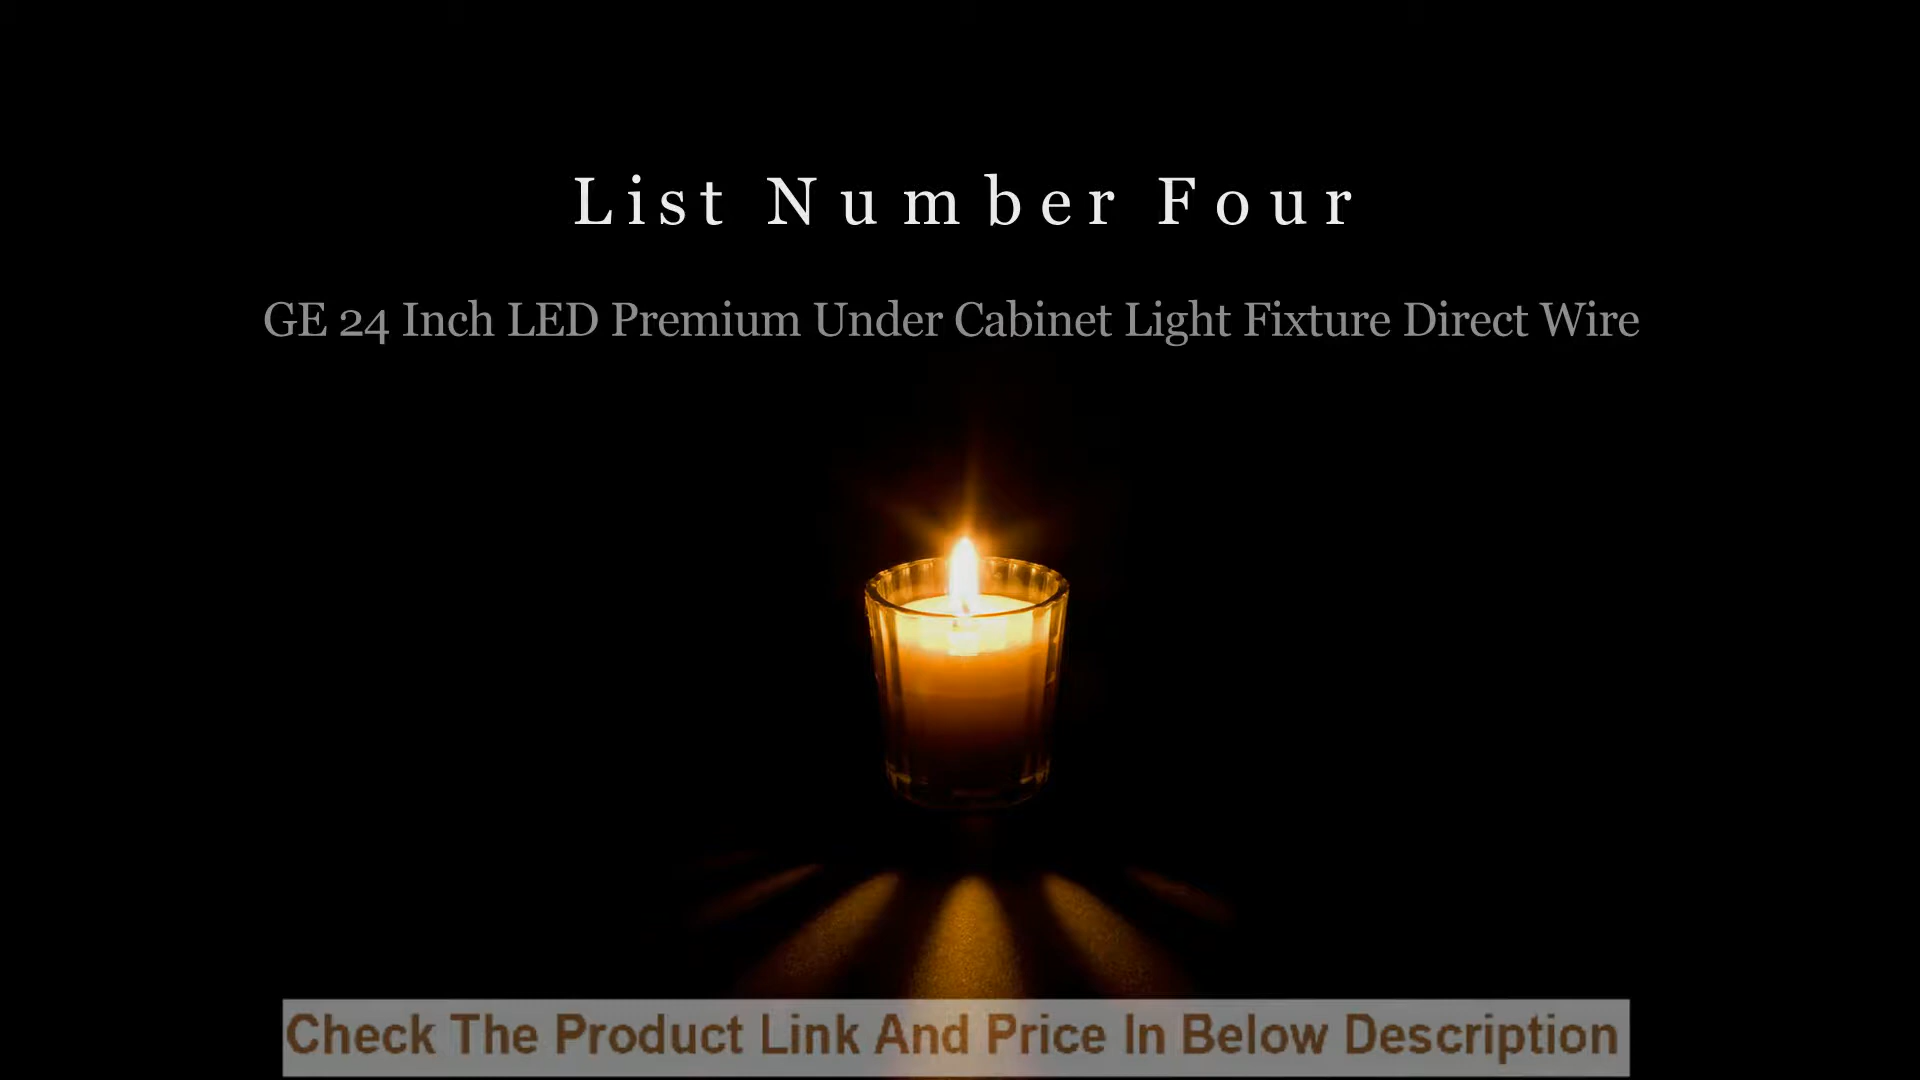 List Number Four
GE 24 Inch LED Premium Under Cabinet Light Fixture Direct Wire
Check The Product Link And Price In Below Description